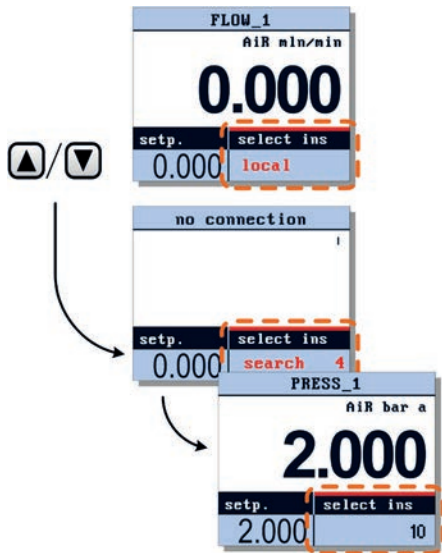 FLOW_1
AiR mln/min
0.000
setp. select ins
0.000 local
▲/▼
no connection
setp. select ins
0.000 search 4
PRESS_1
AiR bar a
2.000
setp. select ins
2.000 10